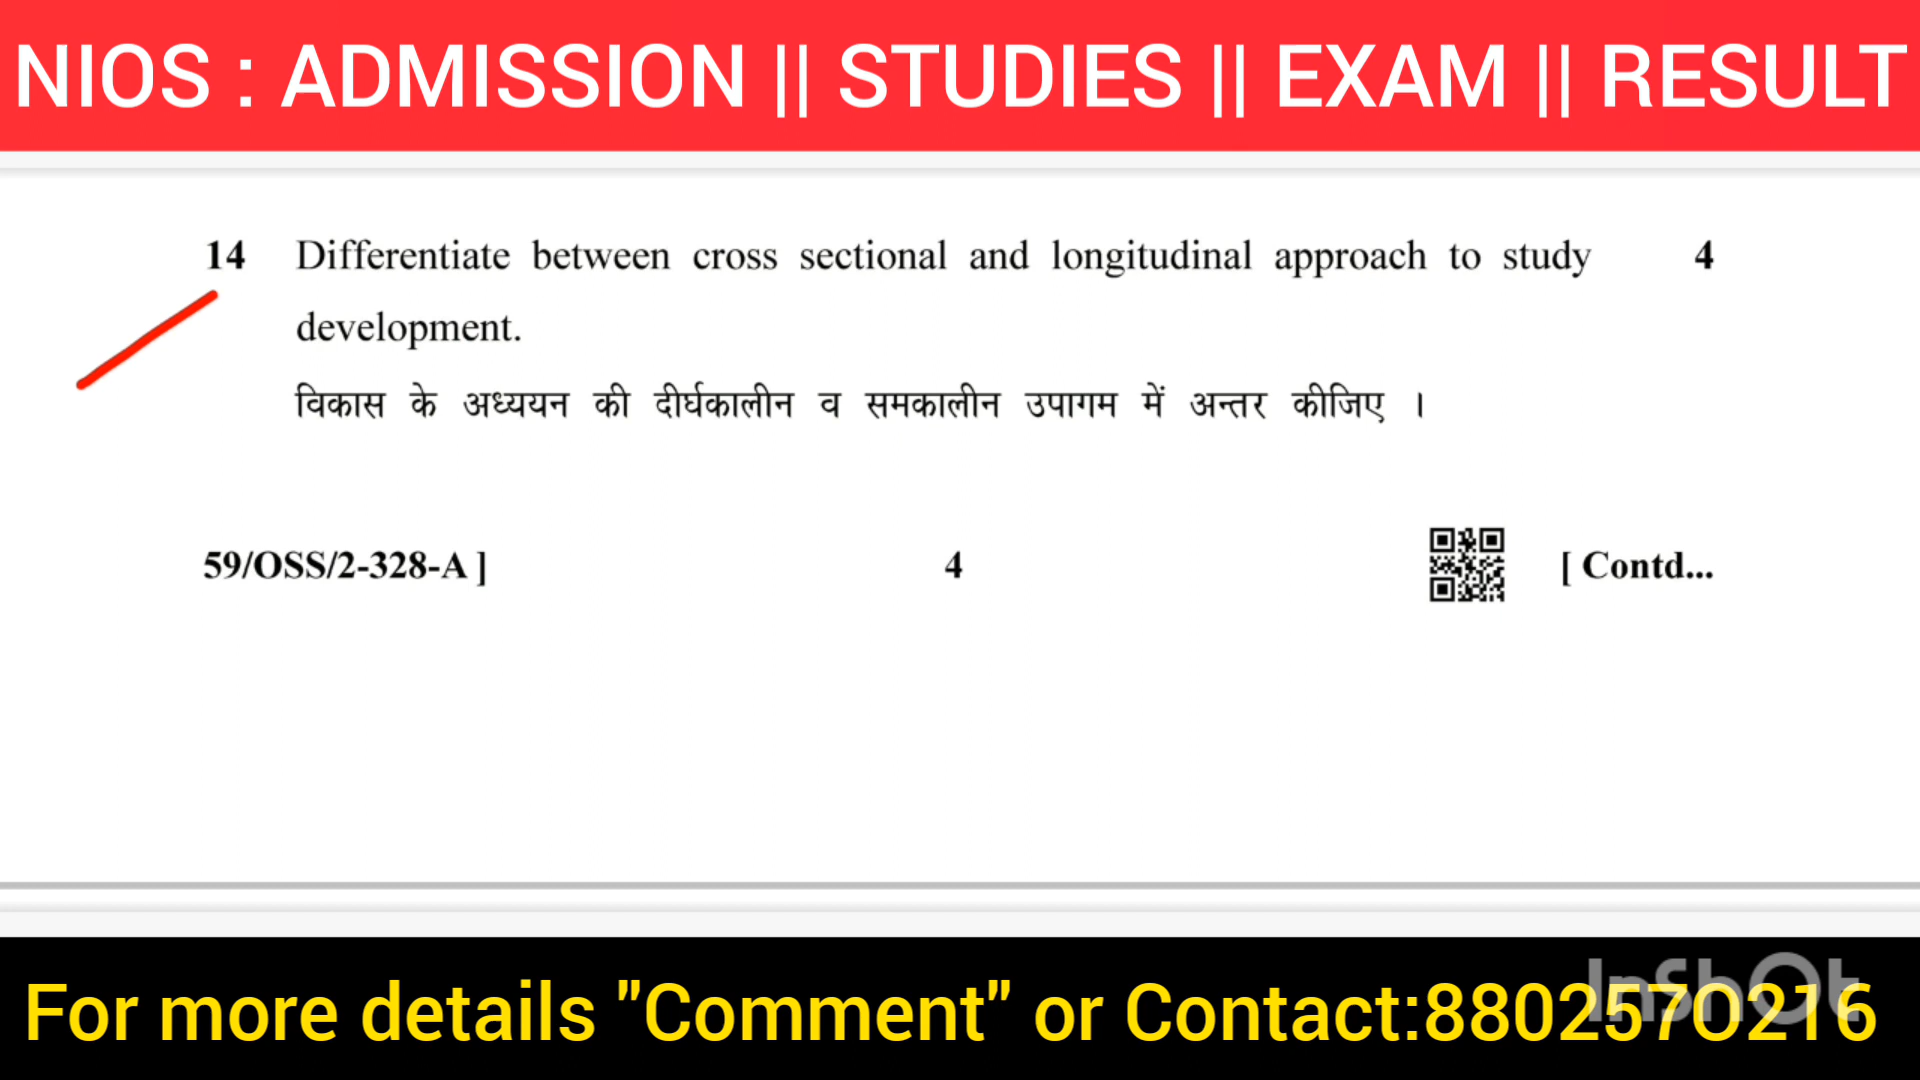 NIOS : ADMISSION || STUDIES || EXAM || RESULT
14 Differentiate between cross sectional and longitudinal approach to study 4
development.
विकास के अध्ययन की दीर्घकालीन व समकालीन उपागम में अन्तर कीजिए ।
59/OSS/2-328-A ] 4 [ Contd...
InShOt
For more details "Comment" or Contact:880257O216